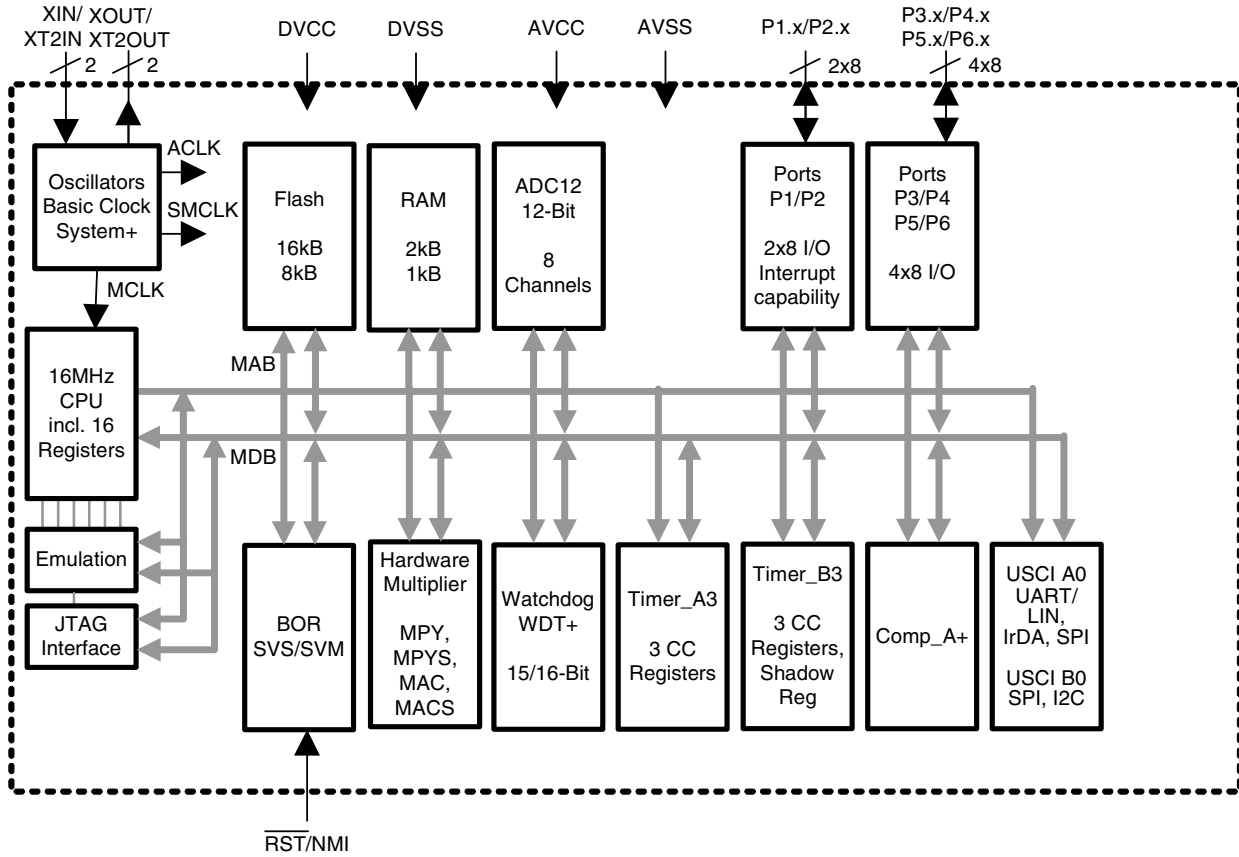 XIN/
XT2IN
XOUT/
XT2OUT
DVCC
DVSS
AVCC
AVSS
P1.x/P2.x
P3.x/P4.x
P5.x/P6.x
2
2
2x8
4x8
Oscillators
Basic Clock
System+
ACLK
SMCLK
MCLK
Flash
16kB
8kB
RAM
2kB
1kB
ADC12
12-Bit
8
Channels
Ports
P1/P2
2x8 I/O
Interrupt
capability
Ports
P3/P4
P5/P6
4x8 I/O
16MHz
CPU
incl. 16
Registers
MAB
MDB
Emulation
JTAG
Interface
BOR
SVS/SVM
Hardware
Multiplier
MPY,
MPYS,
MAC,
MACS
Watchdog
WDT+
15/16-Bit
Timer_A3
3 CC
Registers
Timer_B3
3 CC
Registers,
Shadow
Reg
Comp_A+
USCI A0
UART/
LIN,
IrDA, SPI
USCI B0
SPI, I2C
RST/NMI